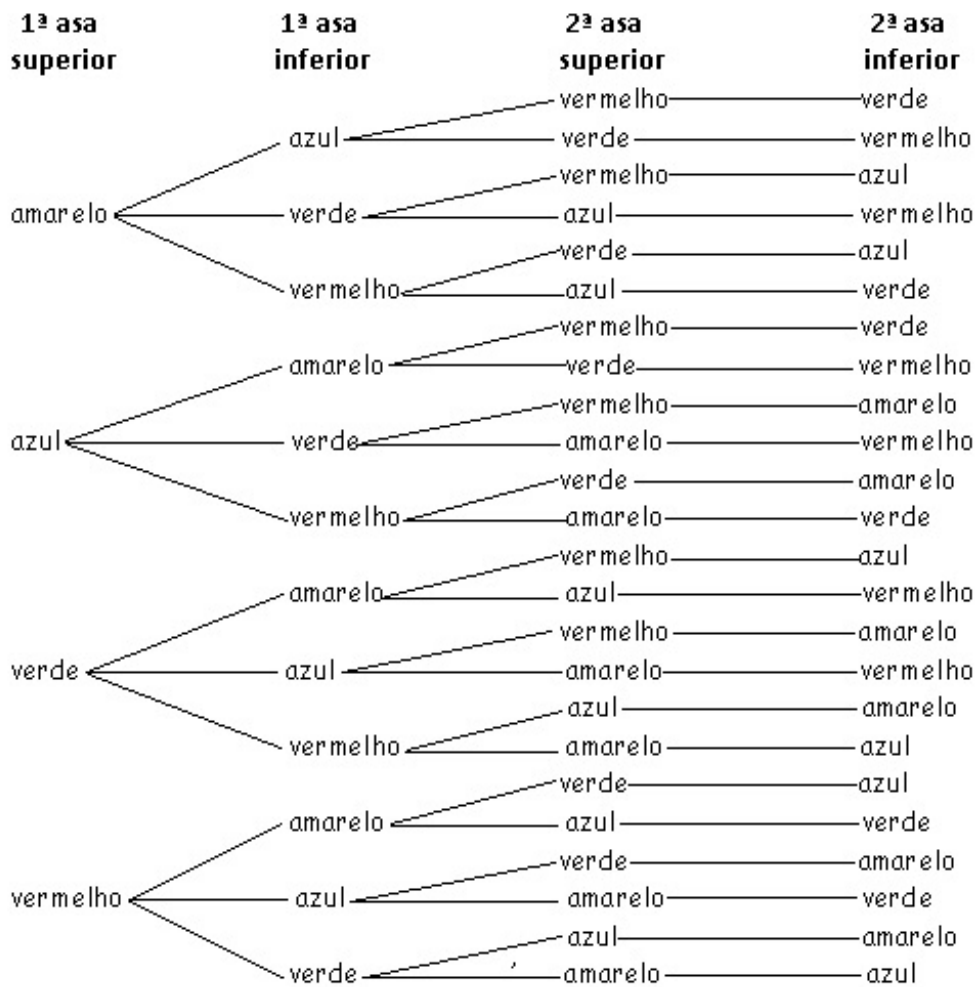 1ª asa superior 1ª asa inferior 2ª asa superior 2ª asa inferior
vermelho verde
azul verde vermelho
vermelho azul
amarelo verde azul vermelho
verde azul
vermelho azul verde
vermelho verde
amarelo verde vermelho
vermelho amarelo
azul verde amarelo vermelho
verde amarelo
vermelho amarelo verde
vermelho azul
amarelo azul vermelho
vermelho amarelo
verde azul amarelo vermelho
azul amarelo
vermelho amarelo azul
verde azul
amarelo azul verde
verde amarelo
vermelho azul amarelo verde
azul amarelo
verde amarelo azul